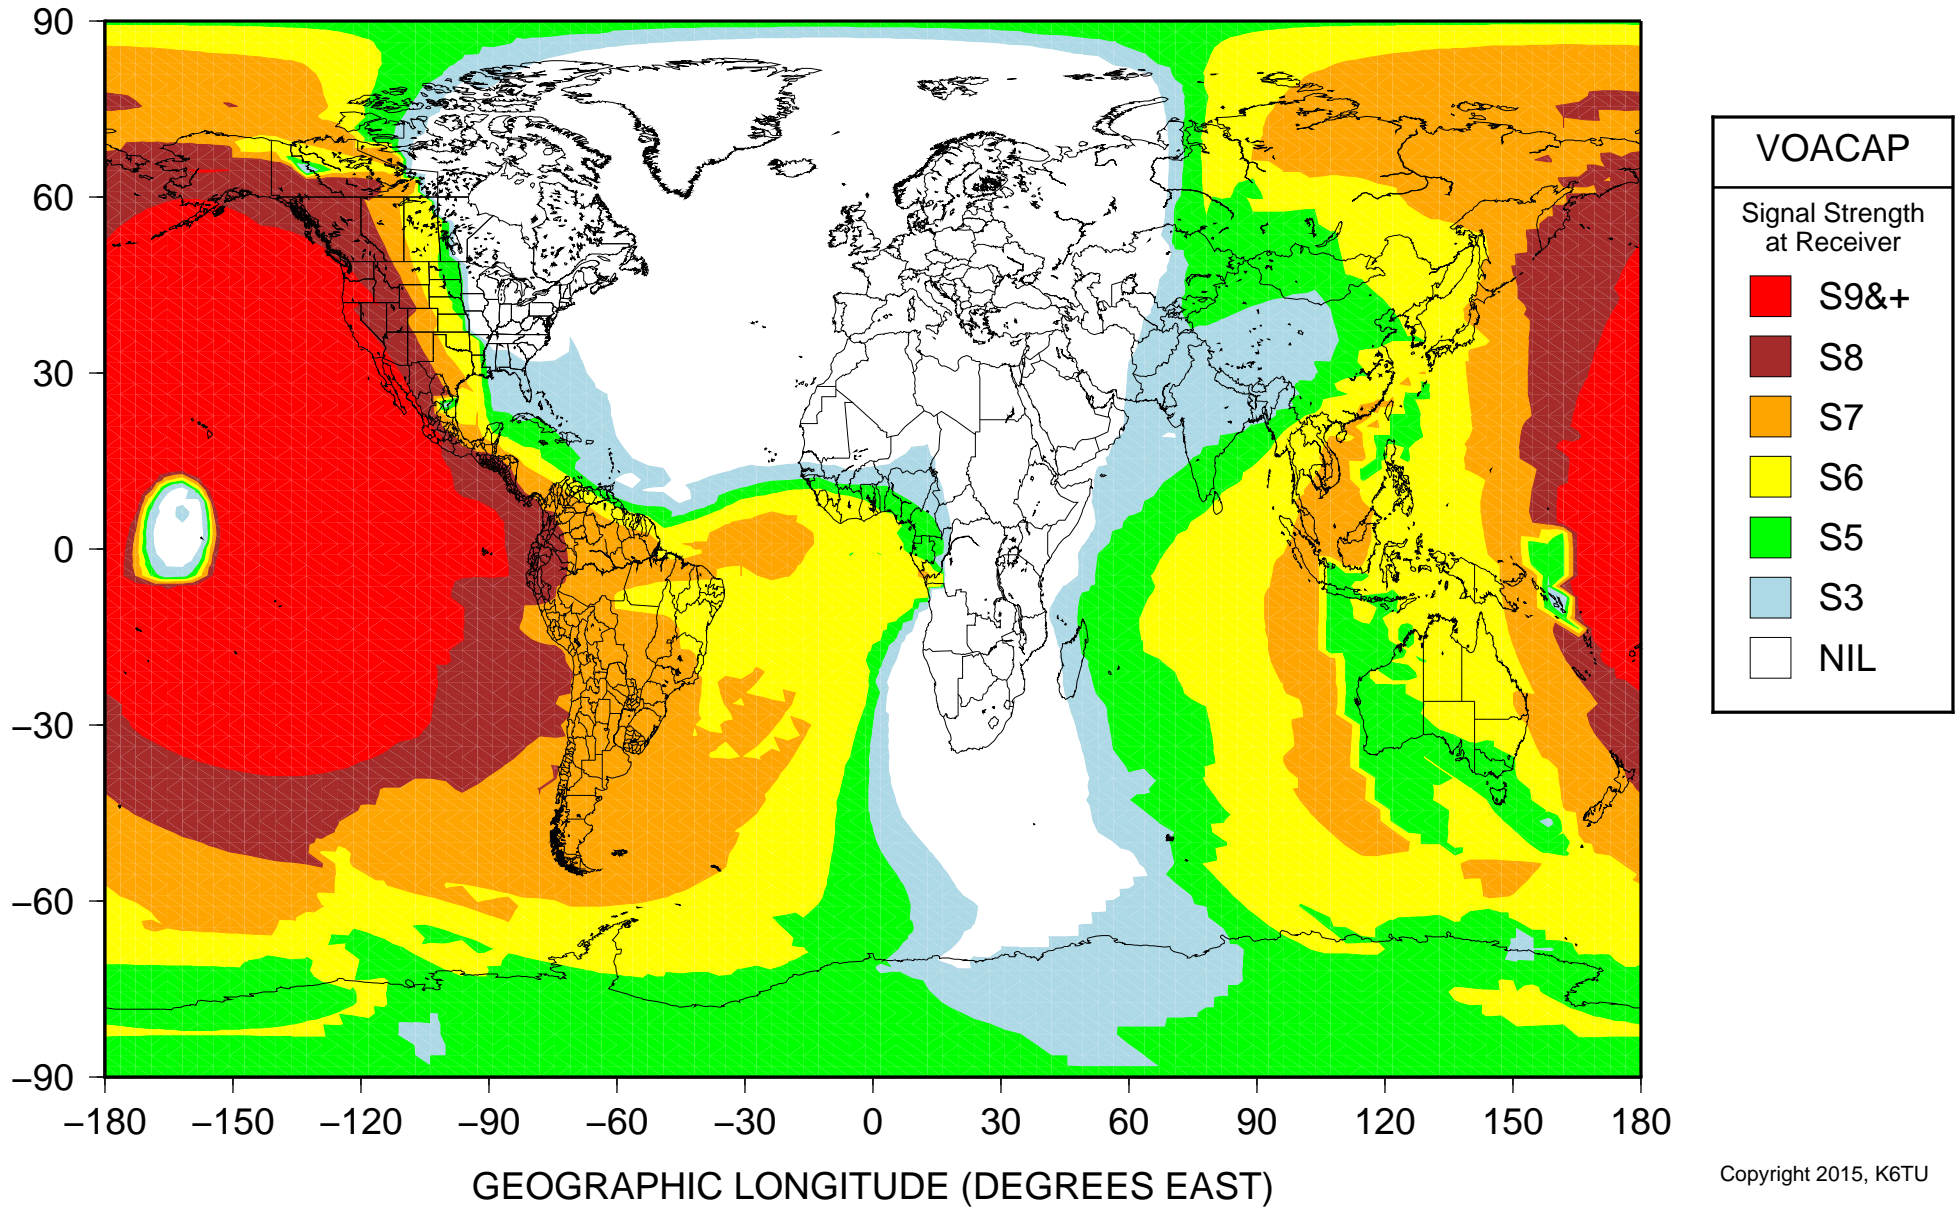 90
60
30
0
−30
−60
−90
−180 −150 −120 −90 −60 −30 0 30 60 90 120 150 180
GEOGRAPHIC LONGITUDE (DEGREES EAST)
VOACAP
Signal Strength
at Receiver
S9&+
S8
S7
S6
S5
S3
NIL
Copyright 2015, K6TU